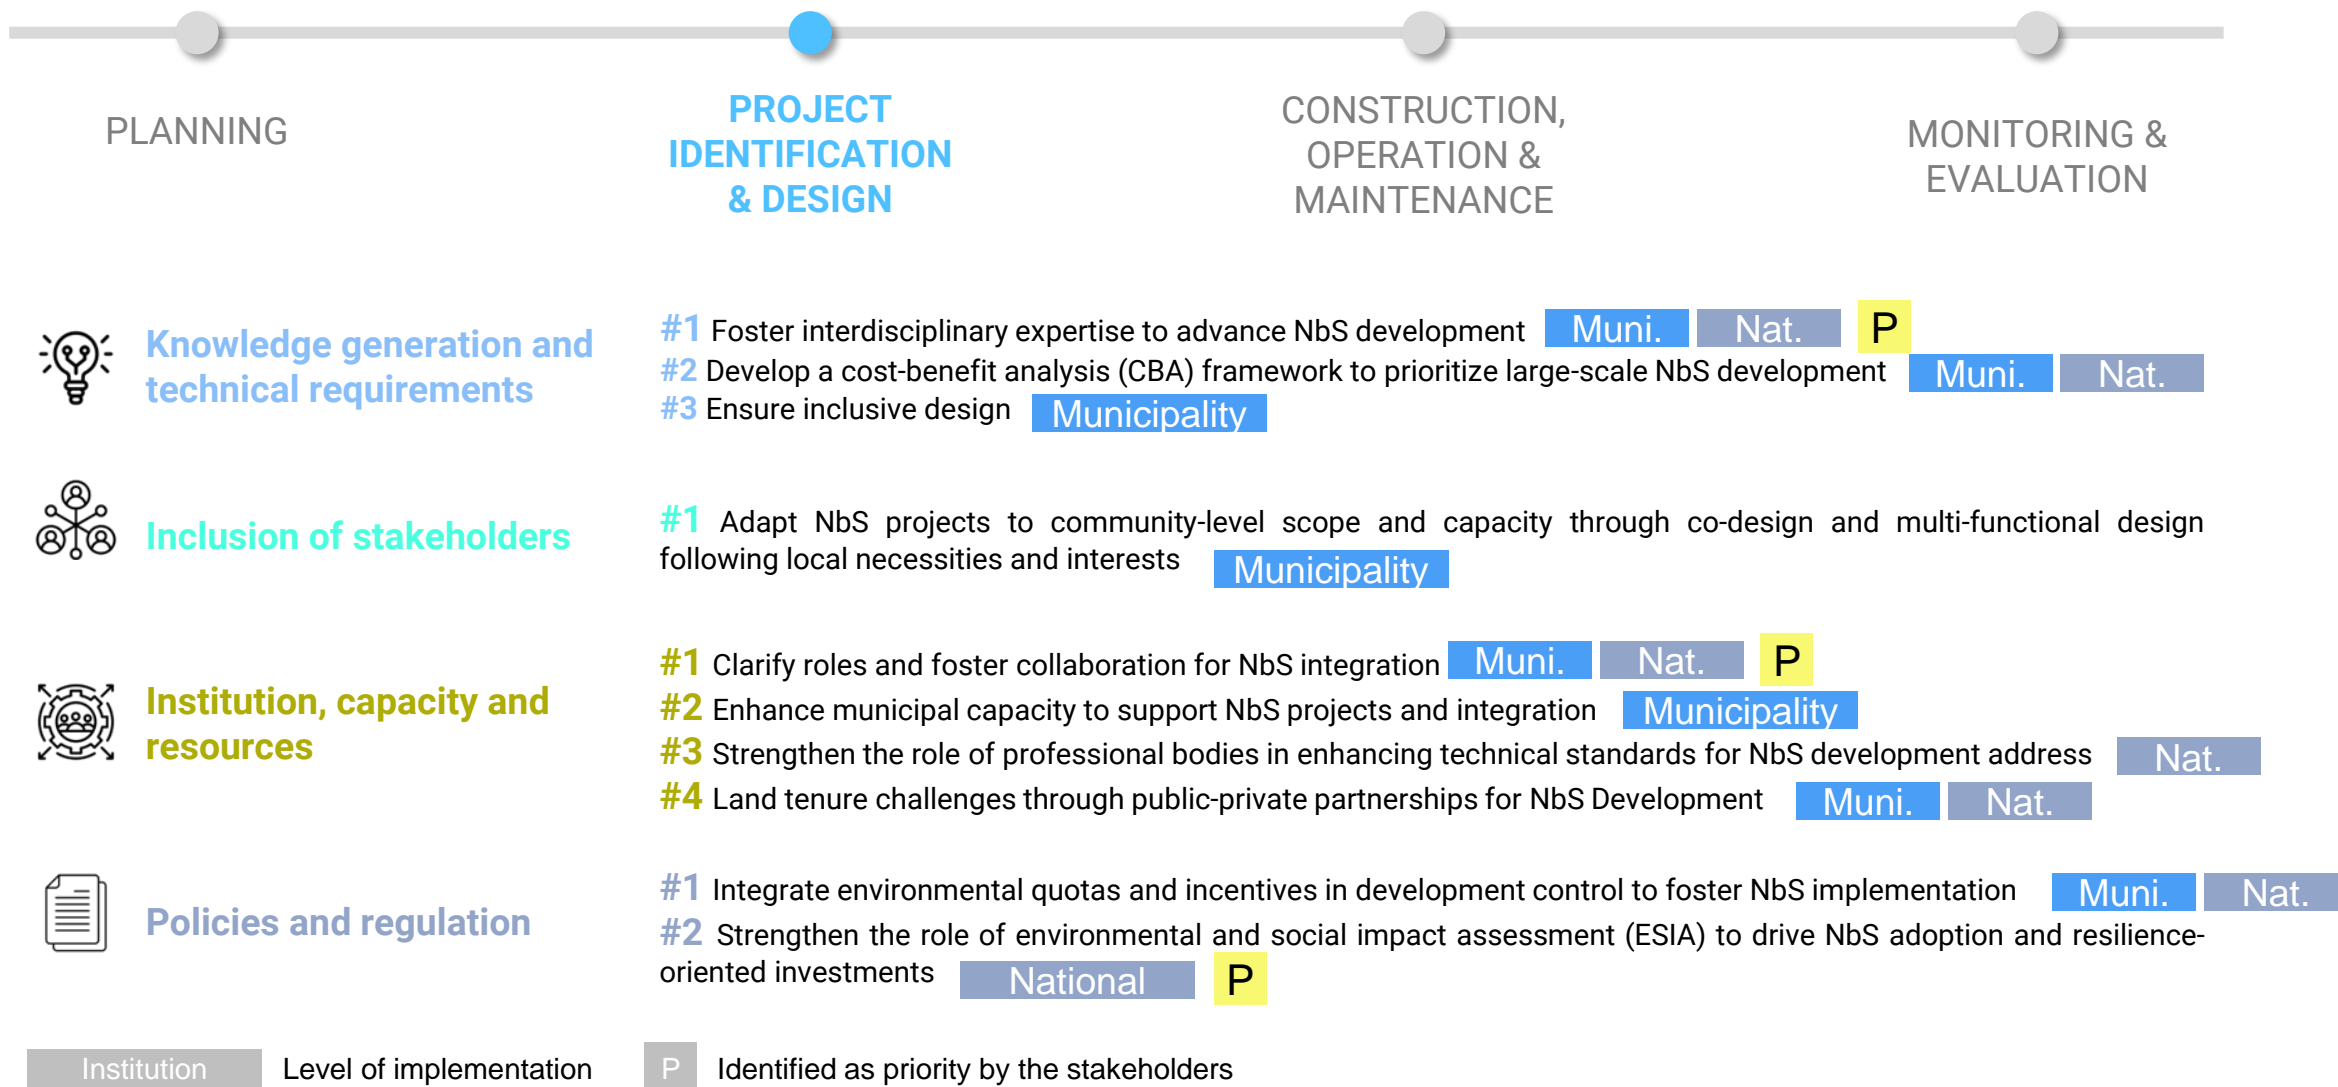 PLANNING
PROJECT
IDENTIFICATION
& DESIGN
CONSTRUCTION,
OPERATION &
MAINTENANCE
MONITORING &
EVALUATION
Knowledge generation and
technical requirements
#1 Foster interdisciplinary expertise to advance NbS development Muni. Nat. P
#2 Develop a cost-benefit analysis (CBA) framework to prioritize large-scale NbS development Muni. Nat.
#3 Ensure inclusive design Municipality
Inclusion of stakeholders
#1 Adapt NbS projects to community-level scope and capacity through co-design and multi-functional design
following local necessities and interests Municipality
Institution, capacity and
resources
#1 Clarify roles and foster collaboration for NbS integration Muni. Nat. P
#2 Enhance municipal capacity to support NbS projects and integration Municipality
#3 Strengthen the role of professional bodies in enhancing technical standards for NbS development address Nat.
#4 Land tenure challenges through public-private partnerships for NbS Development Muni. Nat.
Policies and regulation
#1 Integrate environmental quotas and incentives in development control to foster NbS implementation Muni. Nat.
#2 Strengthen the role of environmental and social impact assessment (ESIA) to drive NbS adoption and resilience-
oriented investments National P
Institution Level of implementation P Identified as priority by the stakeholders